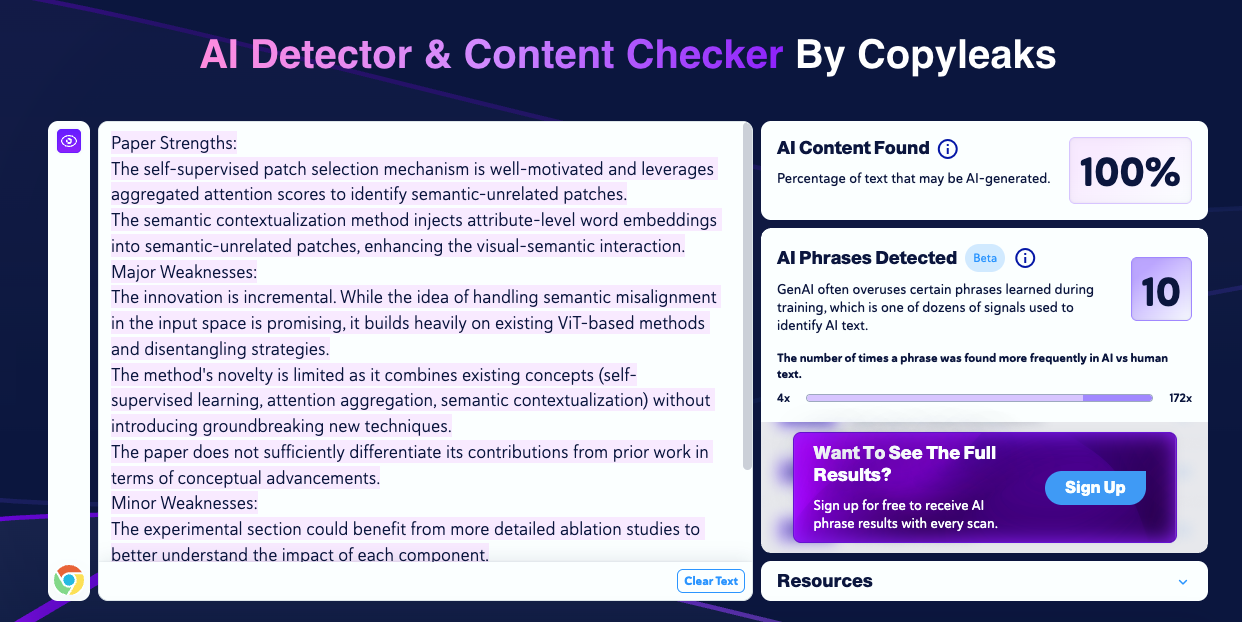 AI Detector & Content Checker By Copyleaks
Paper Strengths:
The self-supervised patch selection mechanism is well-motivated and leverages
aggregated attention scores to identify semantic-unrelated patches.
The semantic contextualization method injects attribute-level word embeddings
into semantic-unrelated patches, enhancing the visual-semantic interaction.
Major Weaknesses:
The innovation is incremental. While the idea of handling semantic misalignment
in the input space is promising, it builds heavily on existing ViT-based methods
and disentangling strategies.
The method's novelty is limited as it combines existing concepts (self-
supervised learning, attention aggregation, semantic contextualization) without
introducing groundbreaking new techniques.
The paper does not sufficiently differentiate its contributions from prior work in
terms of conceptual advancements.
Minor Weaknesses:
The experimental section could benefit from more detailed ablation studies to
better understand the impact of each component.
Clear Text
AI Content Found
Percentage of text that may be AI-generated.
100%
AI Phrases Detected Beta
GenAI often overuses certain phrases learned during
training, which is one of dozens of signals used to
identify AI text.
10
The number of times a phrase was found more frequently in AI vs human
text.
4x 172x
Want To See The Full
Results?
Sign up for free to receive AI
phrase results with every scan.
Sign Up
Resources